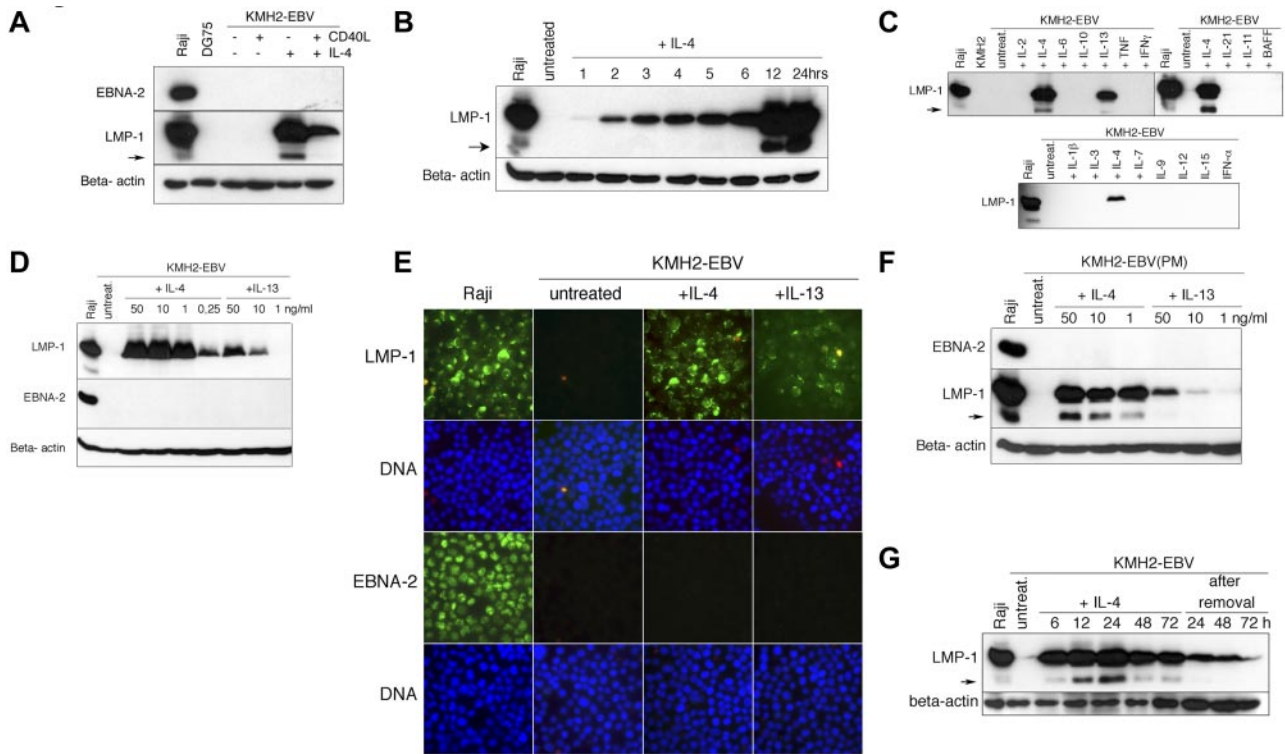 A
KMH2-EBV
Raji
DG75
- + - + CD40L
- - + + IL-4
EBNA-2
LMP-1
Beta- actin
B
+ IL-4
Raji
untreated
1 2 3 4 5 6 12 24hrs
LMP-1
Beta- actin
C
KMH2-EBV
KMH2-EBV
Raji
KMH2
untreat.
+ IL-2
+ IL-4
+ IL-6
+ IL-10
+ IL-13
+ TNF
+ IFNγ
Raji
untreat.
+ IL-4
+ IL-21
+ IL-11
+ BAFF
LMP-1
KMH2-EBV
Raji
untreat.
+ IL-1β
+ IL-3
+ IL-4
+ IL-7
IL-9
IL-12
IL-15
IFN-α
LMP-1
D
KMH2-EBV
Raji
untreat.
+ IL-4 +IL-13
50 10 1 0,25 50 10 1 ng/ml
LMP-1
EBNA-2
Beta- actin
E
KMH2-EBV
Raji untreated +IL-4 +IL-13
LMP-1
DNA
EBNA-2
DNA
F
KMH2-EBV(PM)
Raji
untreat.
+ IL-4 + IL-13
50 10 1 50 10 1 ng/ml
EBNA-2
LMP-1
Beta- actin
G
KMH2-EBV
Raji
untreat.
+ IL-4
after
removal
6 12 24 48 72 24 48 72 h
LMP-1
beta-actin